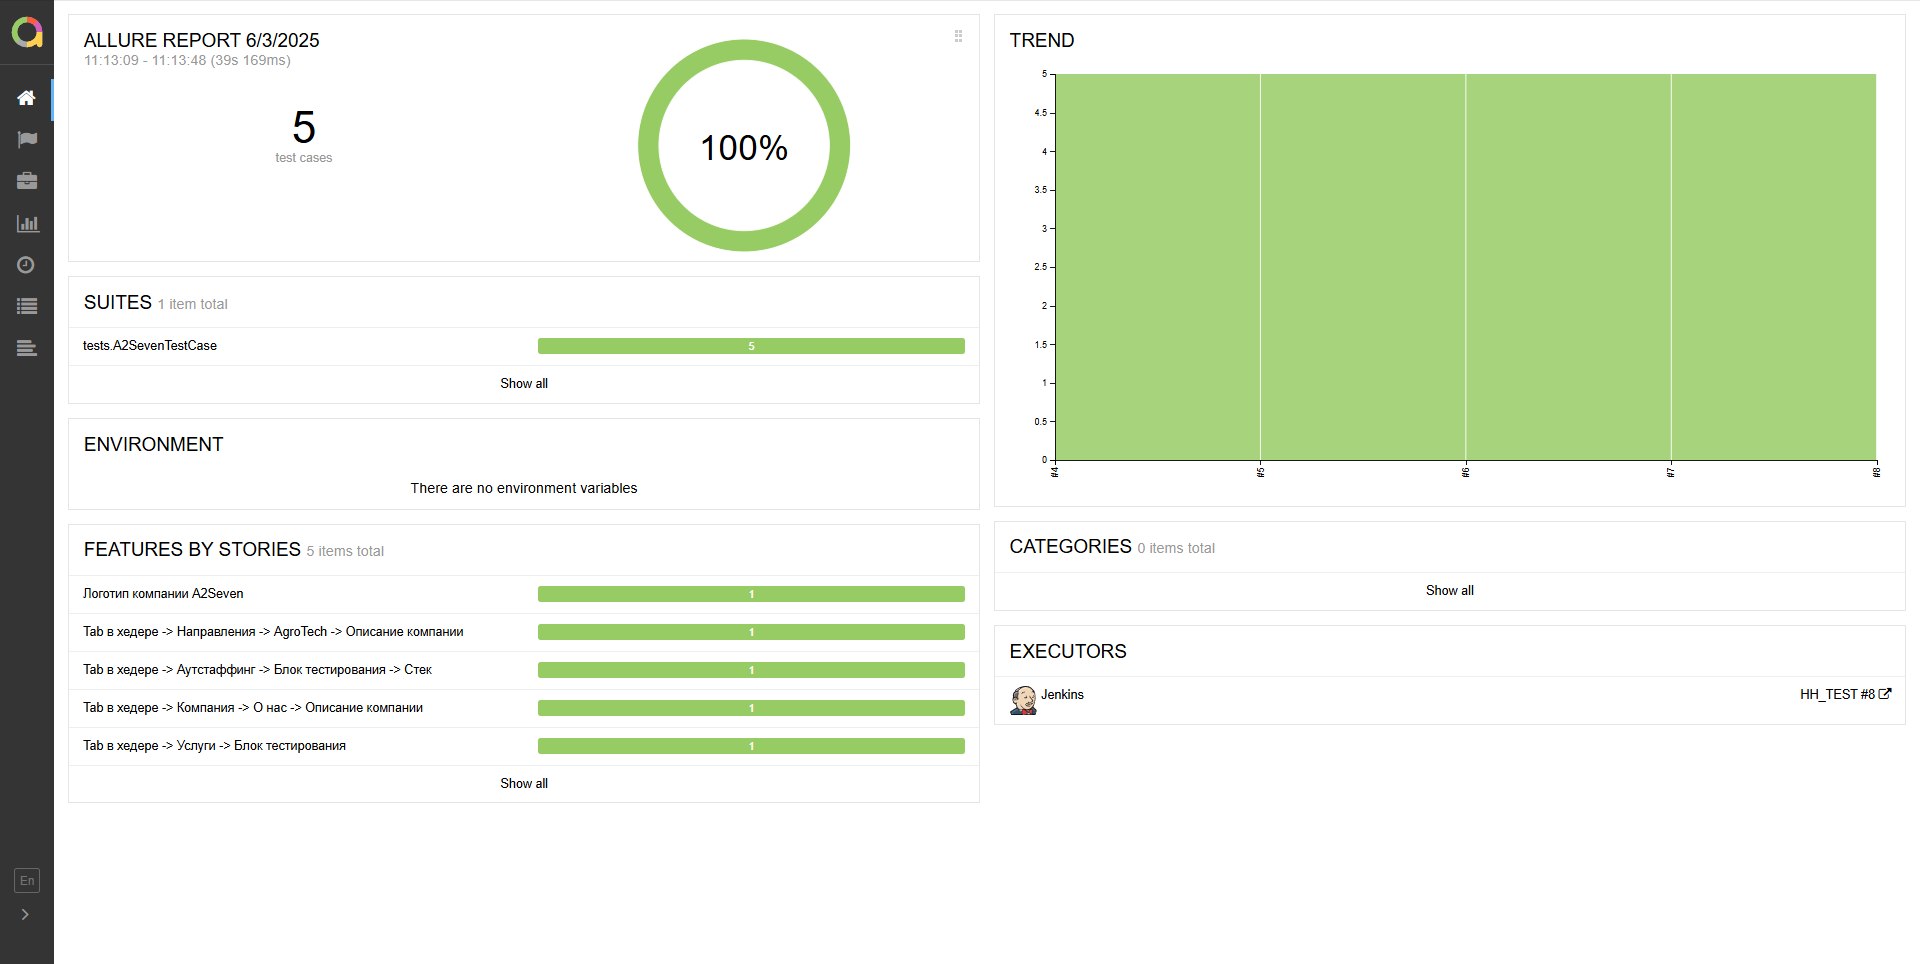 ALLURE REPORT 6/3/2025
11:13:09 - 11:13:48 (39s 169ms)
5
test cases
100%
SUITES 1 item total
tests.A2SevenTestCase 5
Show all
ENVIRONMENT
There are no environment variables
FEATURES BY STORIES 5 items total
Логотип компании A2Seven 1
Tab в хедере -> Направления -> AgroTech -> Описание компании 1
Tab в хедере -> Аутстаффинг -> Блок тестирования -> Стек 1
Tab в хедере -> Компания -> О нас -> Описание компании 1
Tab в хедере -> Услуги -> Блок тестирования 1
Show all
TREND
5
4.5
4
3.5
3
2.5
2
1.5
1
0.5
0
#4 #5 #6 #7 #8
CATEGORIES 0 items total
Show all
EXECUTORS
Jenkins HH_TEST #8
En